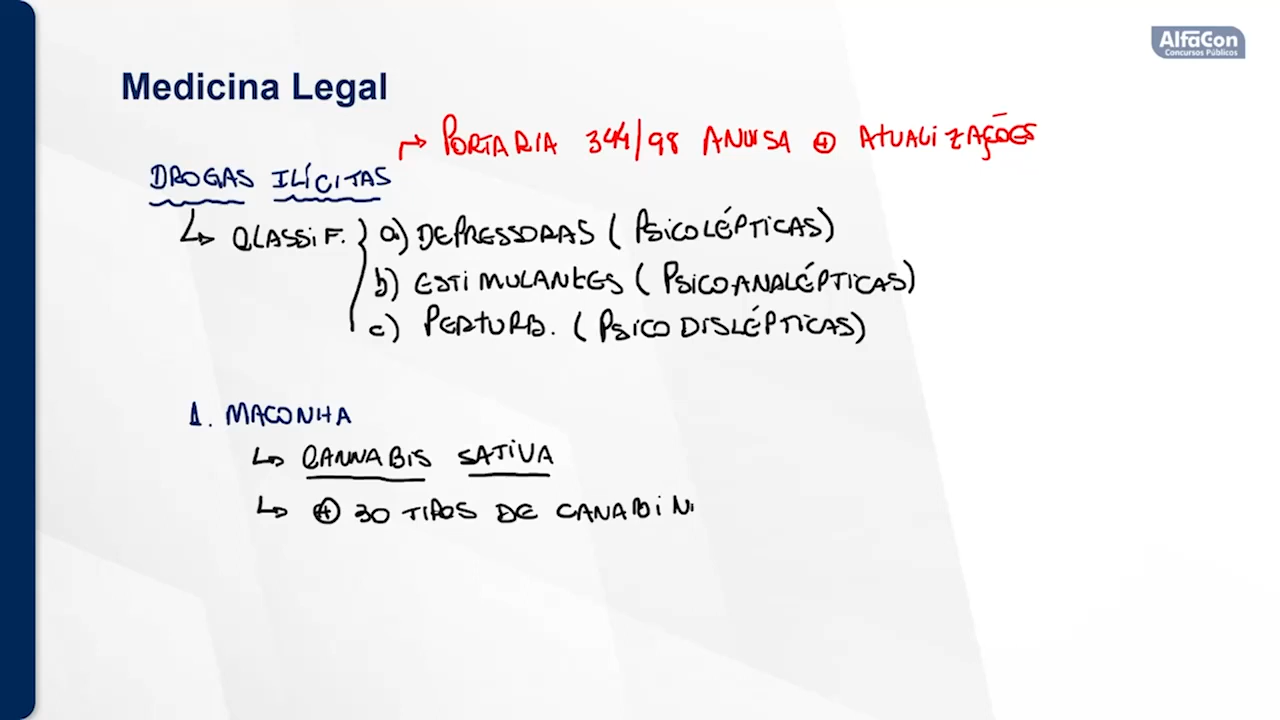 AlfaCon
Concursos Públicos
Medicina Legal
→ PORTARIA 344/98 ANVISA ⊕ ATUALIZAÇÕES
DROGAS ILÍCITAS
↳ CLASSIF. } a) DEPRESSORAS (PSICOLÉPTICAS)
b) ESTIMULANTES (PSICOANALÉPTICAS)
c) PERTURB. (PSICODISLÉPTICAS)
1. MACONHA
↳ CANNABIS SATIVA
↳ ⊕ 30 TIPOS DE CANABIN